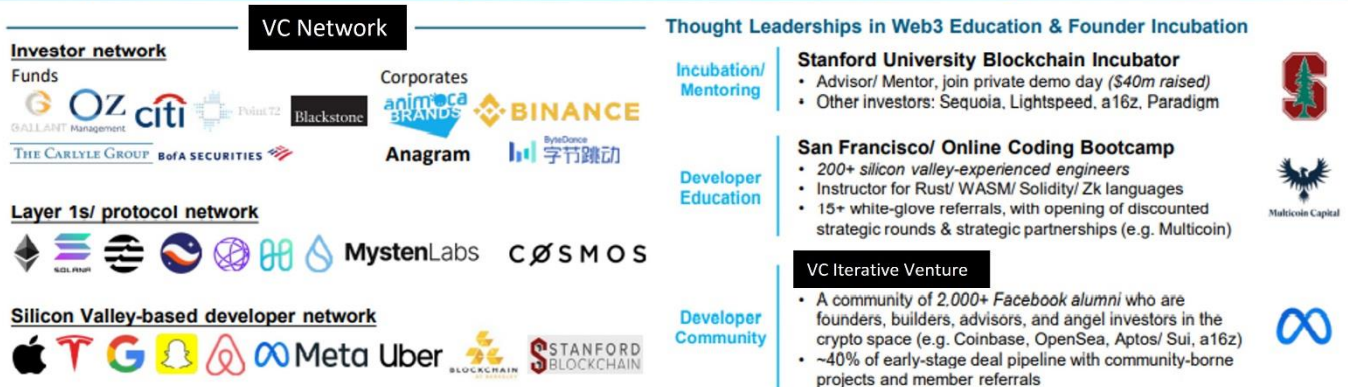 VC Network
Investor network
Funds
Corporates
GALLANT
OZ
Management
citi
Point72
Blackstone
animoca
BRANDS
BINANCE
THE CARLYLE GROUP
BofA SECURITIES
Anagram
ByteDance
字节跳动
Layer 1s/ protocol network
SOLANA
MystenLabs
COSMOS
Silicon Valley-based developer network
Meta
Uber
BLOCKCHAIN
AT BERKELEY
STANFORD
BLOCKCHAIN
Thought Leaderships in Web3 Education & Founder Incubation
Incubation/
Mentoring
Stanford University Blockchain Incubator
• Advisor/ Mentor, join private demo day ($40m raised)
• Other investors: Sequoia, Lightspeed, a16z, Paradigm
Developer
Education
San Francisco/ Online Coding Bootcamp
• 200+ silicon valley-experienced engineers
• Instructor for Rust/ WASM/ Solidity/ Zk languages
• 15+ white-glove referrals, with opening of discounted
strategic rounds & strategic partnerships (e.g. Multicoin)
Multicoin Capital
Developer
Community
VC Iterative Venture
• A community of 2,000+ Facebook alumni who are
founders, builders, advisors, and angel investors in the
crypto space (e.g. Coinbase, OpenSea, Aptos/ Sui, a16z)
• ~40% of early-stage deal pipeline with community-borne
projects and member referrals